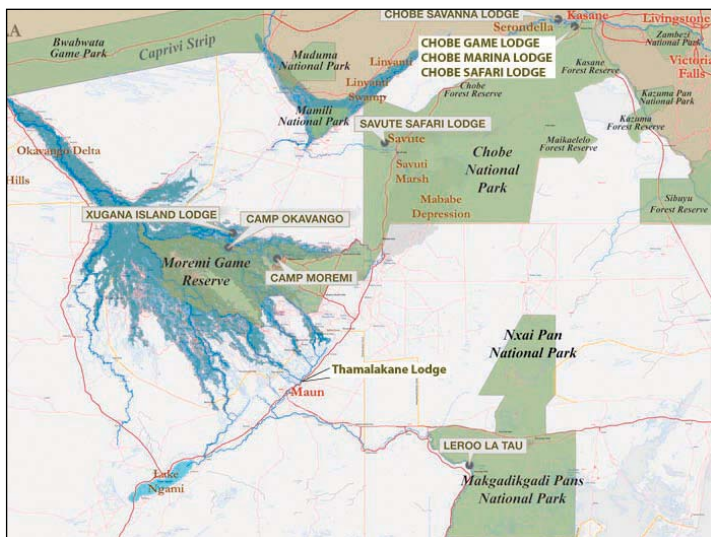 CHOBE SAVANNA LODGE
Kasane
Livingstone
AA
Bwabwata
Game Park
Caprivi Strip
Serondella
Zambezi
National Park
CHOBE GAME LODGE
CHOBE MARINA LODGE
CHOBE SAFARI LODGE
Muduma
National Park
Linyanti
Linyanti
Swamp
Kasane
Forest Reserve
Victoria
Falls
Chobe
Forest Reserve
Kazuma Pan
National Park
Mamili
National Park
Kazuma
Forest Reserve
SAVUTE SAFARI LODGE
Savute
Maikaelelo
Forest Reserve
Okavango Delta
Hills
Savuti
Marsh
Chobe
National
Park
Sibuyu
Forest Reserve
Mababe
Depression
XUGANA ISLAND LODGE
CAMP OKAVANGO
Moremi Game
Reserve
CAMP MOREMI
Nxai Pan
National Park
Thamalakane Lodge
Maun
LEROO LA TAU
Lake
Ngami
Makgadikgadi Pans
National Park